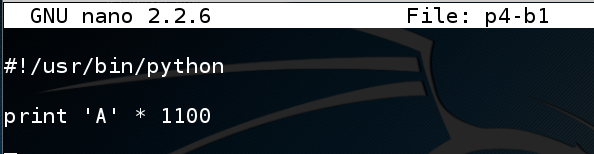 GNU nano 2.2.6 File: p4-b1
#!/usr/bin/python
print 'A' * 1100